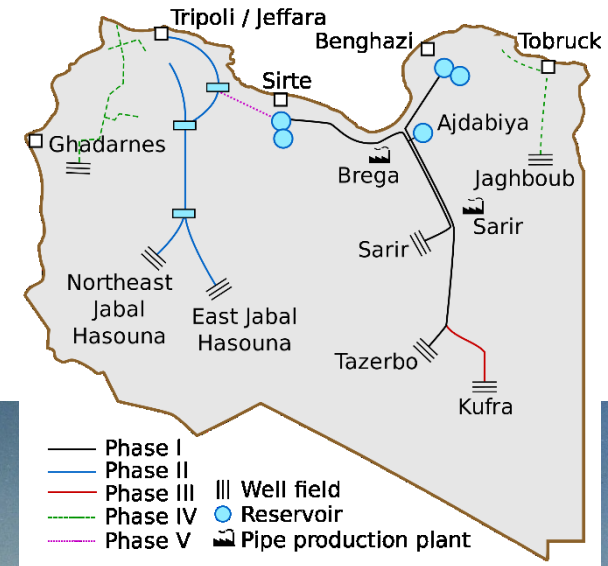 Tripoli / Jeffara
Benghazi
Tobruck
Sirte
Ajdabiya
Ghadarnes
Brega
Jaghboub
Sarir
Sarir
Northeast
Jabal
Hasouna
East Jabal
Hasouna
Tazerbo
Kufra
Phase I
Phase II
Phase III
Phase IV
Phase V
Well field
Reservoir
Pipe production plant